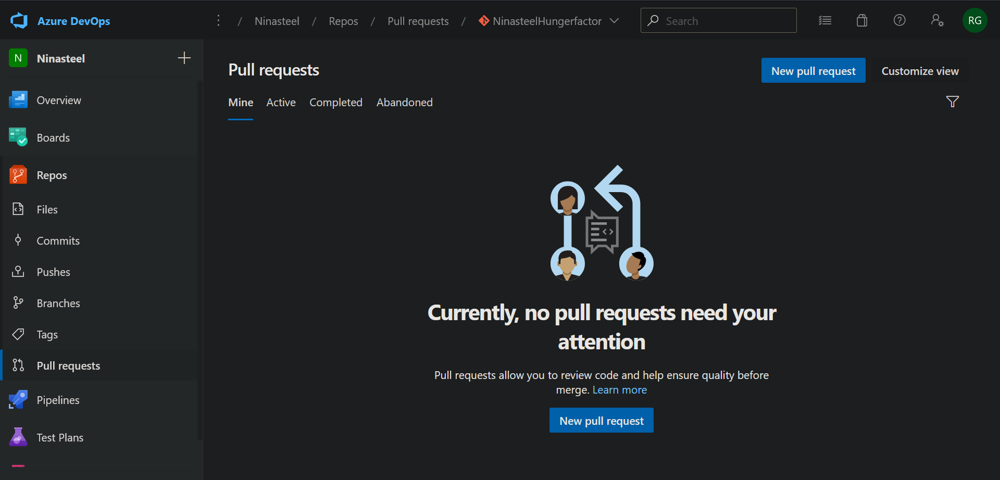 Azure DevOps
/ Ninasteel / Repos / Pull requests / NinasteelHungerfactor
Search
RG
N Ninasteel
Overview
Boards
Repos
Files
Commits
Pushes
Branches
Tags
Pull requests
Pipelines
Test Plans
Pull requests
New pull request
Customize view
Mine Active Completed Abandoned
Currently, no pull requests need your
attention
Pull requests allow you to review code and help ensure quality before
merge. Learn more
New pull request